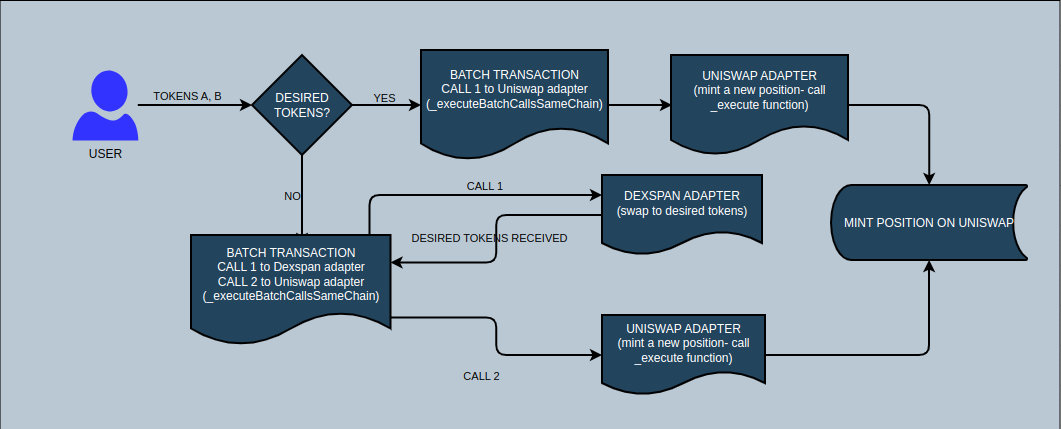 USER
TOKENS A, B
DESIRED
TOKENS?
YES
BATCH TRANSACTION
CALL 1 to Uniswap adapter
(_executeBatchCallsSameChain)
UNISWAP ADAPTER
(mint a new position- call
_execute function)
MINT POSITION ON UNISWAP
NO
BATCH TRANSACTION
CALL 1 to Dexspan adapter
CALL 2 to Uniswap adapter
(_executeBatchCallsSameChain)
CALL 1
DEXSPAN ADAPTER
(swap to desired tokens)
DESIRED TOKENS RECEIVED
CALL 2
UNISWAP ADAPTER
(mint a new position- call
_execute function)